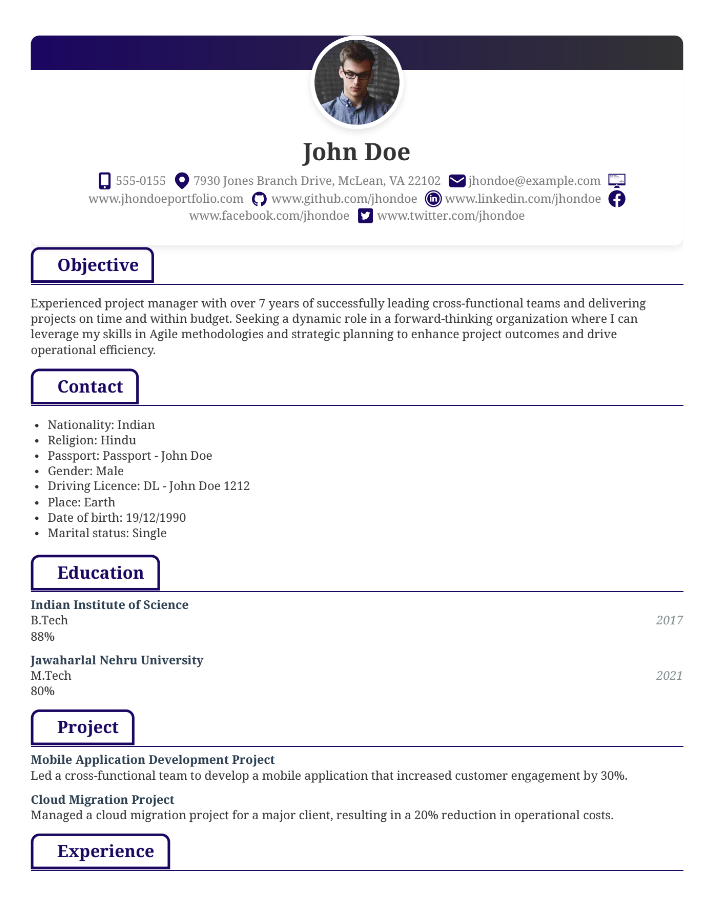 John Doe
555-0155 7930 Jones Branch Drive, McLean, VA 22102 jhondoe@example.com
www.jhondoeportfolio.com www.github.com/jhondoe www.linkedin.com/jhondoe
www.facebook.com/jhondoe www.twitter.com/jhondoe
Objective
Experienced project manager with over 7 years of successfully leading cross-functional teams and delivering
projects on time and within budget. Seeking a dynamic role in a forward-thinking organization where I can
leverage my skills in Agile methodologies and strategic planning to enhance project outcomes and drive
operational efficiency.
Contact
• Nationality: Indian
• Religion: Hindu
• Passport: Passport - John Doe
• Gender: Male
• Driving Licence: DL - John Doe 1212
• Place: Earth
• Date of birth: 19/12/1990
• Marital status: Single
Education
Indian Institute of Science
B.Tech 2017
88%
Jawaharlal Nehru University
M.Tech 2021
80%
Project
Mobile Application Development Project
Led a cross-functional team to develop a mobile application that increased customer engagement by 30%.
Cloud Migration Project
Managed a cloud migration project for a major client, resulting in a 20% reduction in operational costs.
Experience